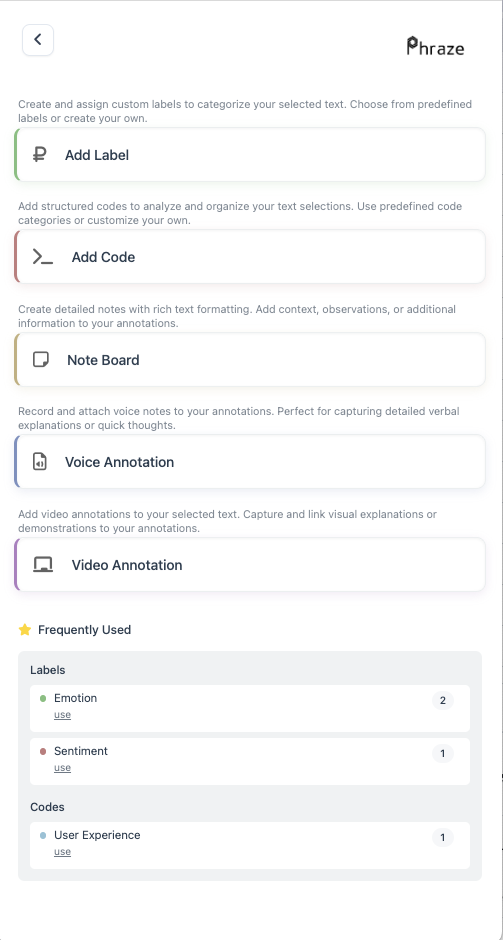 Phraze
Create and assign custom labels to categorize your selected text. Choose from predefined
labels or create your own.
Add Label
Add structured codes to analyze and organize your text selections. Use predefined code
categories or customize your own.
Add Code
Create detailed notes with rich text formatting. Add context, observations, or additional
information to your annotations.
Note Board
Record and attach voice notes to your annotations. Perfect for capturing detailed verbal
explanations or quick thoughts.
Voice Annotation
Add video annotations to your selected text. Capture and link visual explanations or
demonstrations to your annotations.
Video Annotation
Frequently Used
Labels
Emotion 2
use
Sentiment 1
use
Codes
User Experience 1
use